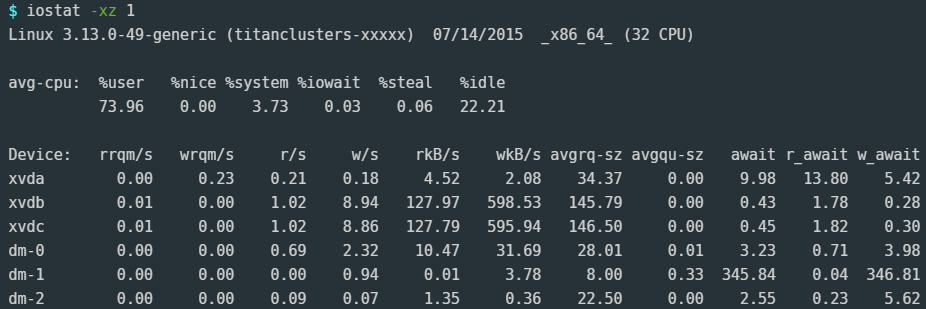 $ iostat -xz 1
Linux 3.13.0-49-generic (titanclusters-xxxxx)  07/14/2015  _x86_64_ (32 CPU)
avg-cpu:  %user   %nice %system %iowait  %steal   %idle
          73.96    0.00    3.73    0.03    0.06   22.21
Device:   rrqm/s   wrqm/s     r/s     w/s    rkB/s    wkB/s avgrq-sz avgqu-sz   await r_await w_await
xvda        0.00     0.23    0.21    0.18     4.52     2.08    34.37     0.00    9.98   13.80    5.42
xvdb        0.01     0.00    1.02    8.94   127.97   598.53   145.79     0.00    0.43    1.78    0.28
xvdc        0.01     0.00    1.02    8.86   127.79   595.94   146.50     0.00    0.45    1.82    0.30
dm-0        0.00     0.00    0.69    2.32    10.47    31.69    28.01     0.01    3.23    0.71    3.98
dm-1        0.00     0.00    0.00    0.94     0.01     3.78     8.00     0.33  345.84    0.04  346.81
dm-2        0.00     0.00    0.09    0.07     1.35     0.36    22.50     0.00    2.55    0.23    5.62